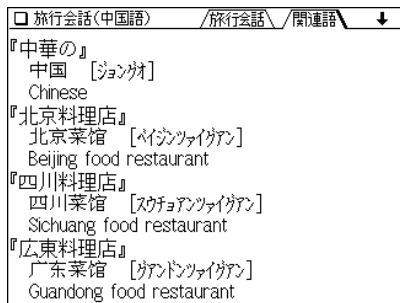 旅行会話(中国語) 旅行会話 関連語 ↓
『中華の』
中国 [ジョングオ]
Chinese
『北京料理店』
北京菜馆 [ペイジンツァイグアン]
Beijing food restaurant
『四川料理店』
四川菜馆 [スウチョアンツァイグアン]
Sichuang food restaurant
『広東料理店』
广东菜馆 [グアンドンツァイグアン]
Guandong food restaurant